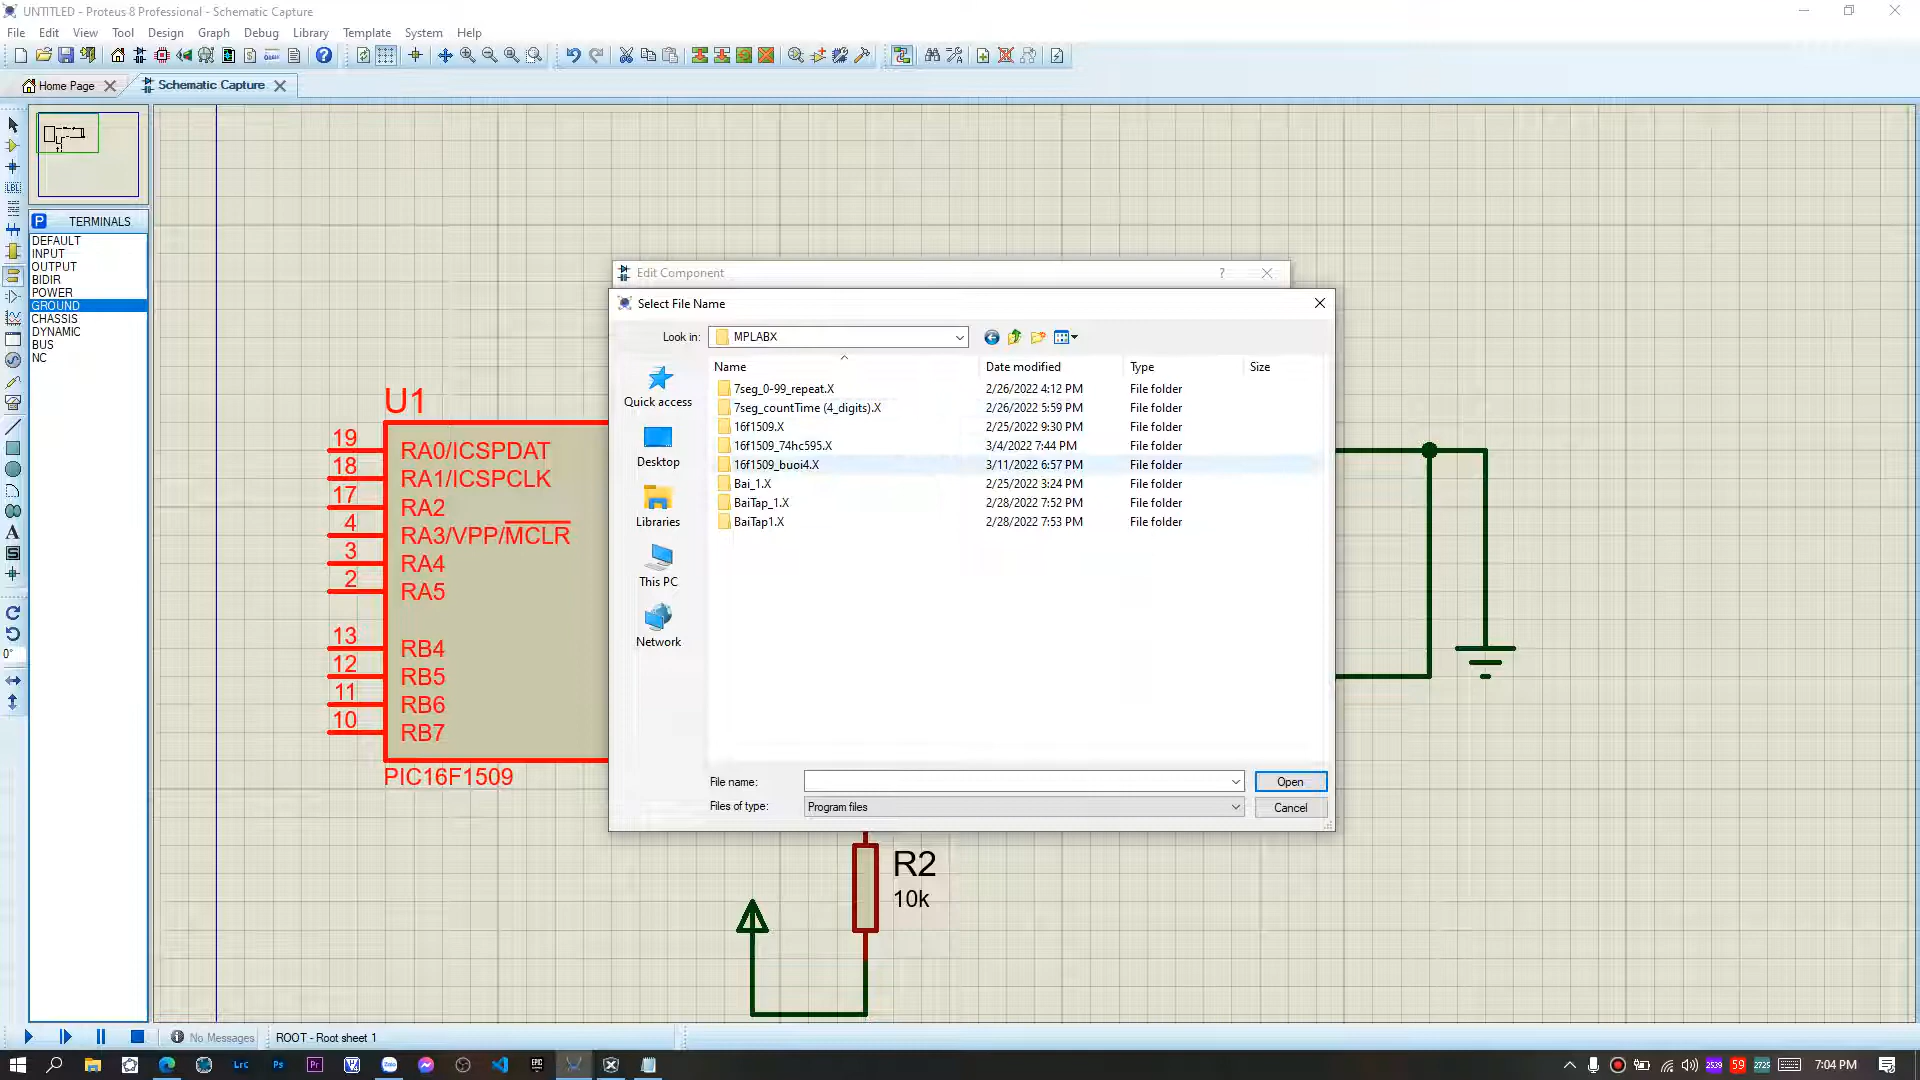 UNTITLED - Proteus 8 Professional - Schematic Capture
File Edit View Tool Design Graph Debug Library Template System Help
Home Page
Schematic Capture
P TERMINALS
DEFAULT
INPUT
OUTPUT
BIDIR
POWER
GROUND
CHASSIS
DYNAMIC
BUS
NC
LBL
A
S
0°
U1
19 RA0/ICSPDAT
18 RA1/ICSPCLK
17 RA2
4 RA3/VPP/MCLR
3 RA4
2 RA5
13 RB4
12 RB5
11 RB6
10 RB7
PIC16F1509
Edit Component
?
Select File Name
Look in: MPLABX
Quick access
Desktop
Libraries
This PC
Network
Name Date modified Type Size
7seg_0-99_repeat.X 2/26/2022 4:12 PM File folder
7seg_countTime (4_digits).X 2/26/2022 5:59 PM File folder
16f1509.X 2/25/2022 9:30 PM File folder
16f1509_74hc595.X 3/4/2022 7:44 PM File folder
16f1509_buoi4.X 3/11/2022 6:57 PM File folder
Bai_1.X 2/25/2022 3:24 PM File folder
BaiTap_1.X 2/28/2022 7:52 PM File folder
BaiTap1.X 2/28/2022 7:53 PM File folder
File name:
Open
Files of type: Program files
Cancel
R2
10k
No Messages
ROOT - Root sheet 1
LrC Ps Pr EPIC
2539 59 2725 7:04 PM